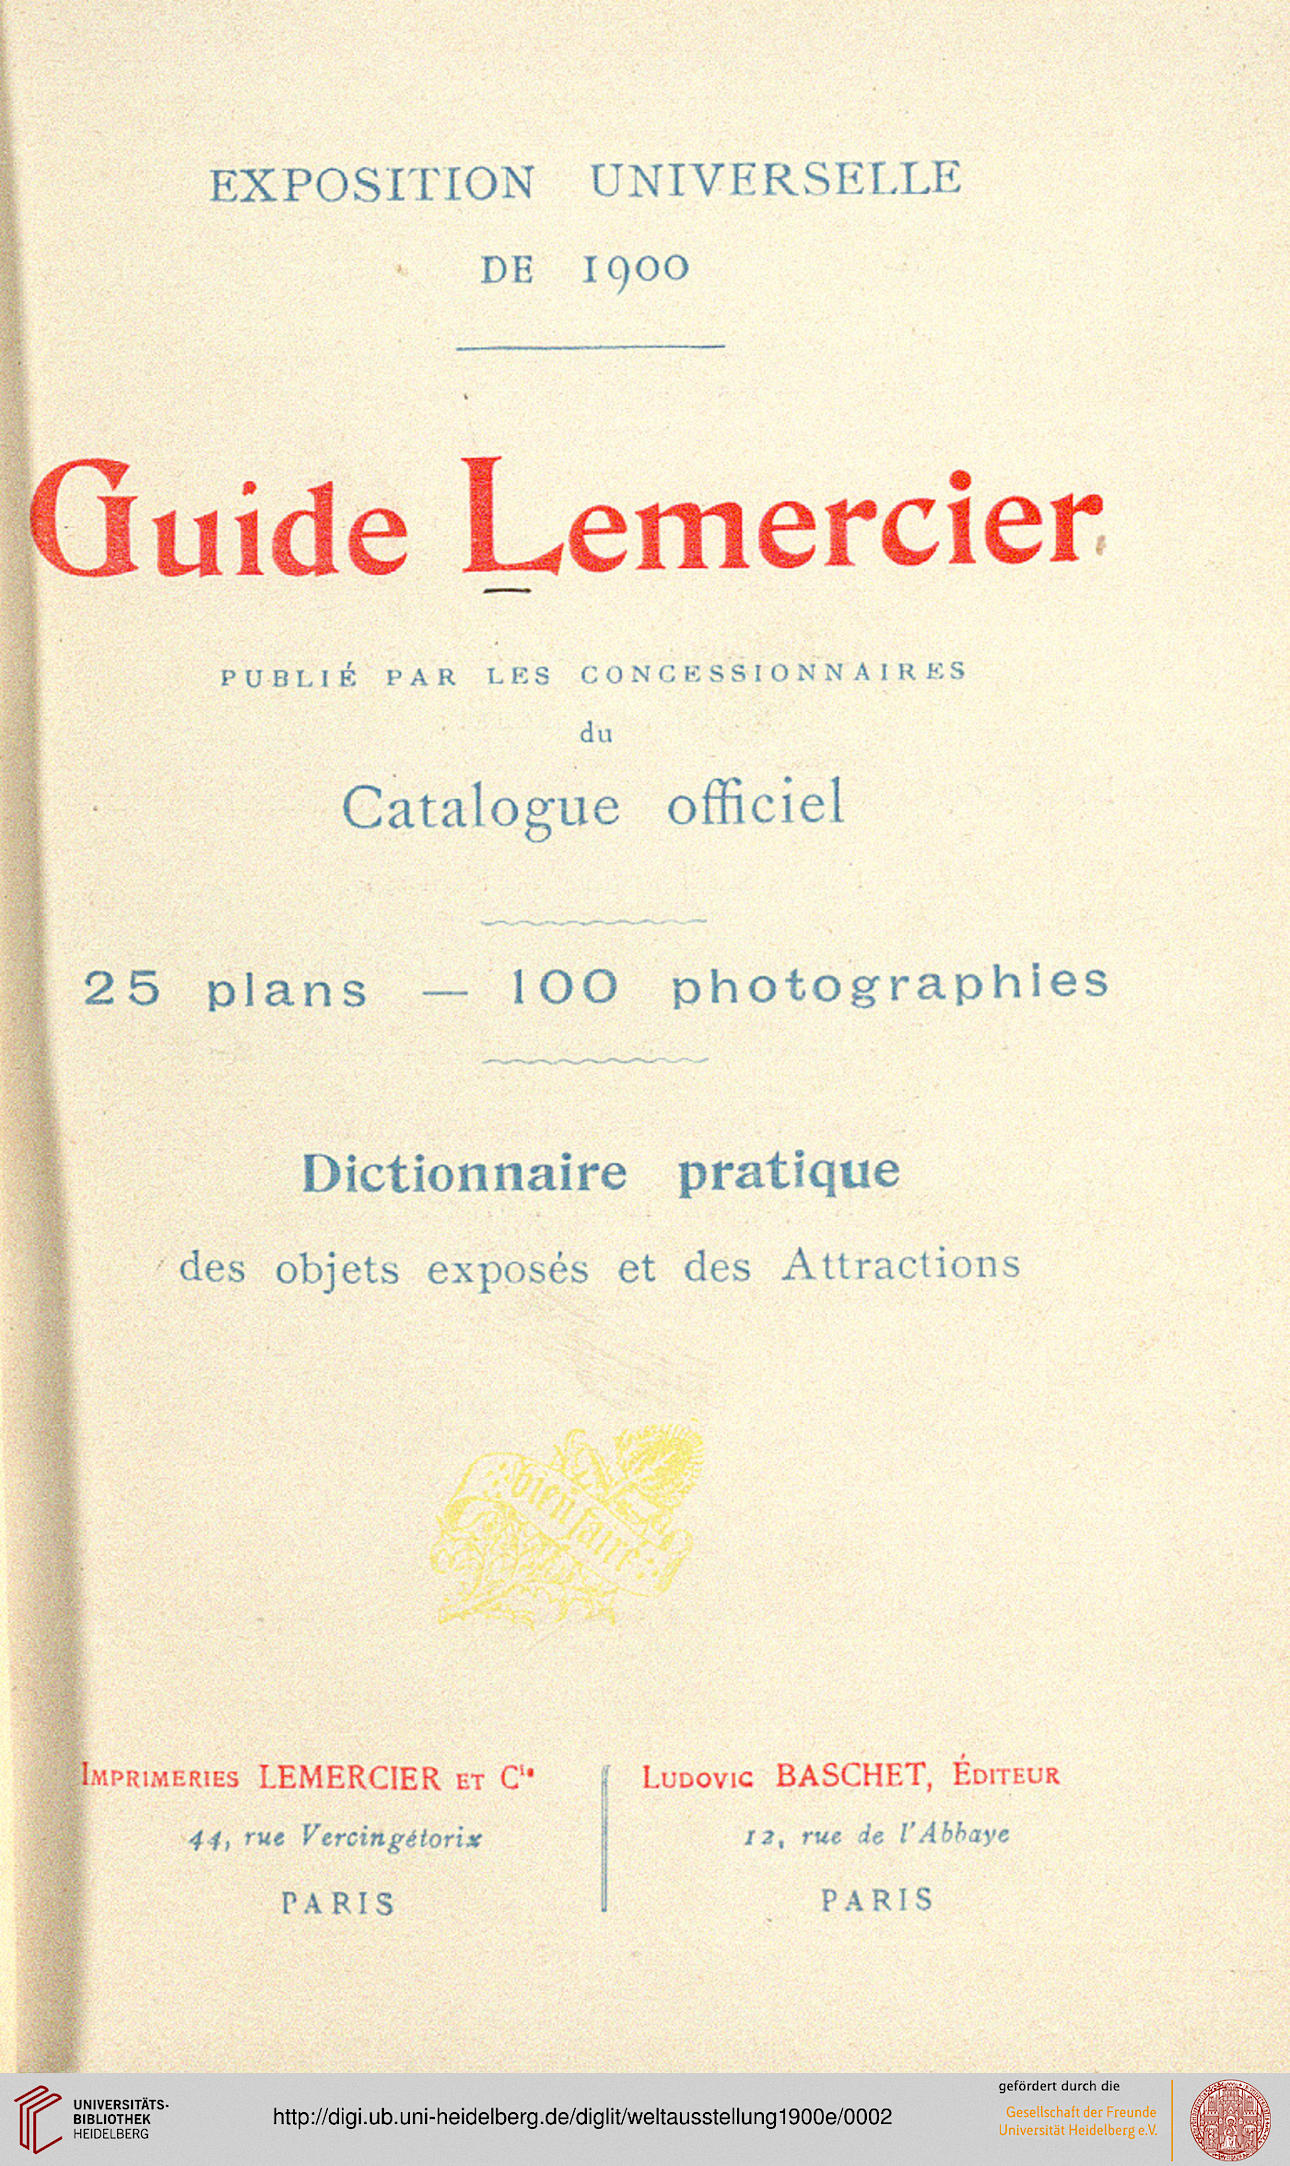 EXPOSITION UNIVERSELLE
DE 1900
Guide Lemercier
PUBLIÉ PAR LES CONCESSIONNAIRES
du
Catalogue officiel
25 plans — 100 photographies
Dictionnaire pratique
des objets exposés et des Attractions
bien faire
IMPRIMERIES LEMERCIER ET Cie
44, rue Vercingétorix
PARIS
LUDOVIC BASCHET, ÉDITEUR
12, rue de l'Abbaye
PARIS
UNIVERSITÄTS-
BIBLIOTHEK
HEIDELBERG
http://digi.ub.uni-heidelberg.de/diglit/weltausstellung1900e/0002
gefördert durch die
Gesellschaft der Freunde
Universität Heidelberg e.V.